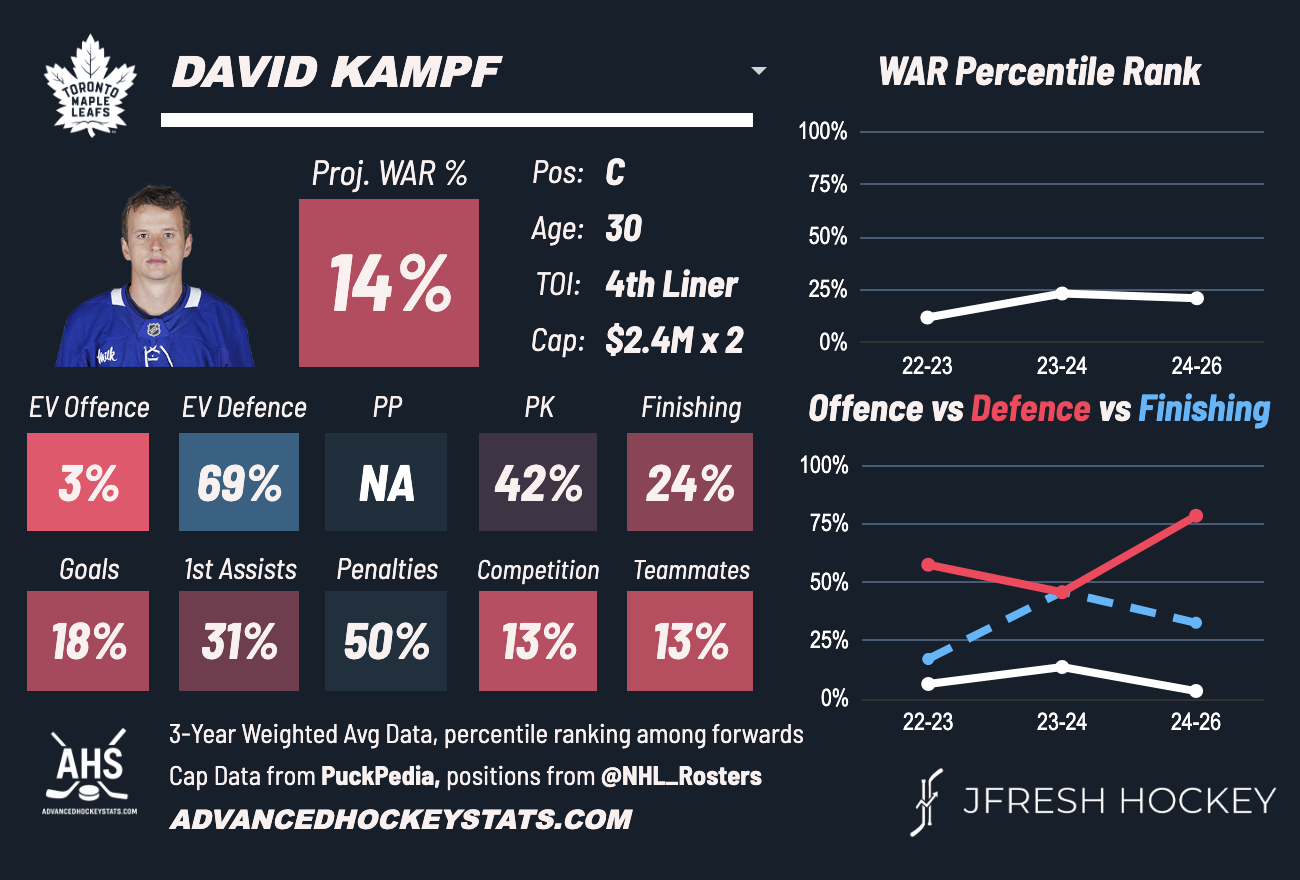 TORONTO
MAPLE
LEAFS
DAVID KAMPF
Proj. WAR %
14%
Pos: C
Age: 30
TOI: 4th Liner
Cap: $2.4M x 2
milk
EV Offence EV Defence PP PK Finishing
3% 69% NA 42% 24%
Goals 1st Assists Penalties Competition Teammates
18% 31% 50% 13% 13%
AHS
ADVANCEDHOCKEYSTATS.COM
3-Year Weighted Avg Data, percentile ranking among forwards
Cap Data from PuckPedia, positions from @NHL_Rosters
ADVANCEDHOCKEYSTATS.COM
WAR Percentile Rank
100%
75%
50%
25%
0%
22-23 23-24 24-26
Offence vs Defence vs Finishing
100%
75%
50%
25%
0%
22-23 23-24 24-26
JFRESH HOCKEY